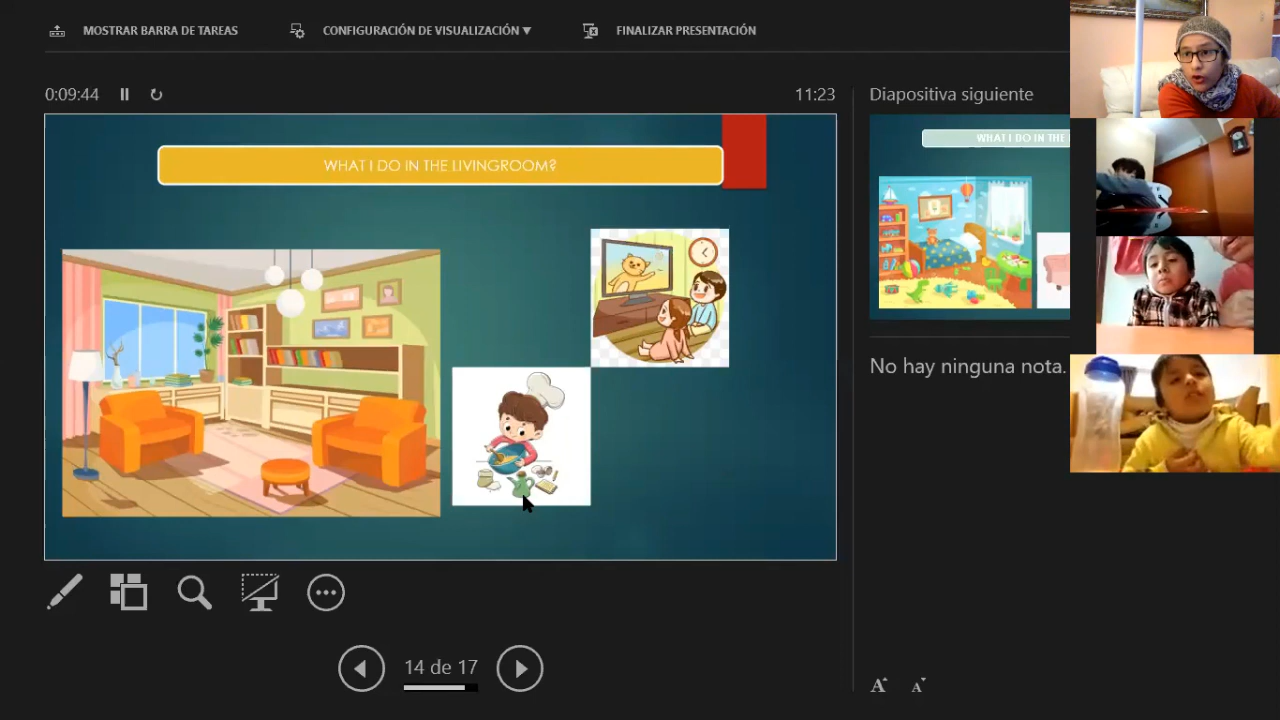 MOSTRAR BARRA DE TAREAS
CONFIGURACIÓN DE VISUALIZACIÓN ▼
FINALIZAR PRESENTACIÓN
0:09:44
11:23
Diapositiva siguiente
WHAT I DO IN THE LIVINGROOM?
WHAT I DO IN THE
No hay ninguna nota.
14 de 17
A
A